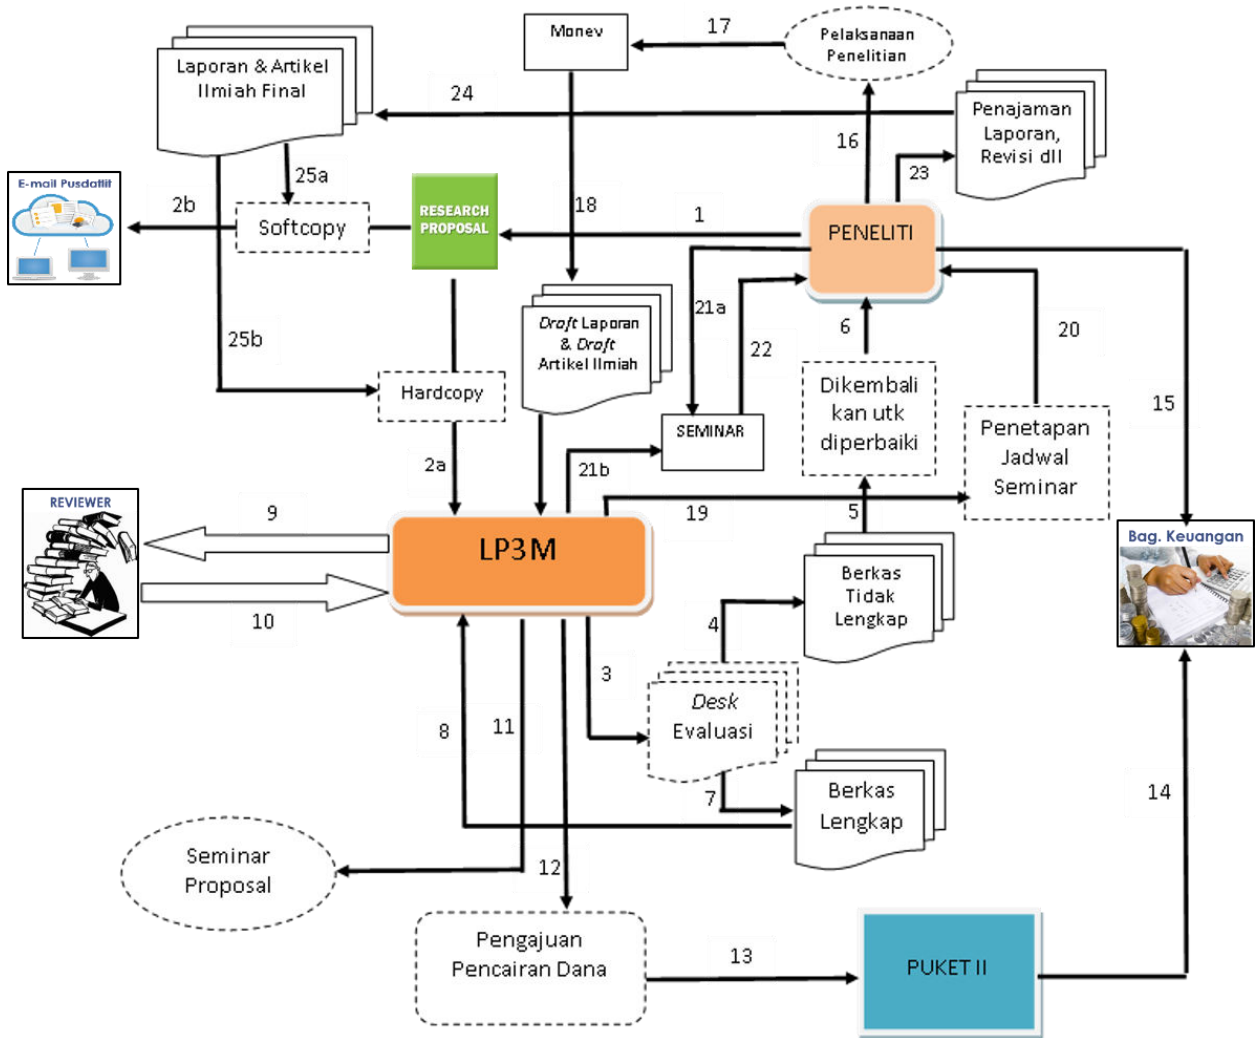 Monev
17
Pelaksanaan
Penelitian
Laporan & Artikel
Ilmiah Final
24
Penajaman
Laporan,
Revisi dll
16
23
25a
E-mail Pusdatlit
2b
Softcopy
RESEARCH
PROPOSAL
18
1
PENELITI
21a
6
20
25b
Draft Laporan
& Draft
Artikel Ilmiah
22
Hardcopy
Dikembali
kan utk
diperbaiki
15
SEMINAR
Penetapan
Jadwal
Seminar
2a
21b
REVIEWER
9
19
5
LP3M
Bag. Keuangan
Berkas
Tidak
Lengkap
10
4
3
Desk
Evaluasi
8
11
7
Berkas
Lengkap
14
Seminar
Proposal
12
Pengajuan
Pencairan Dana
13
PUKET II